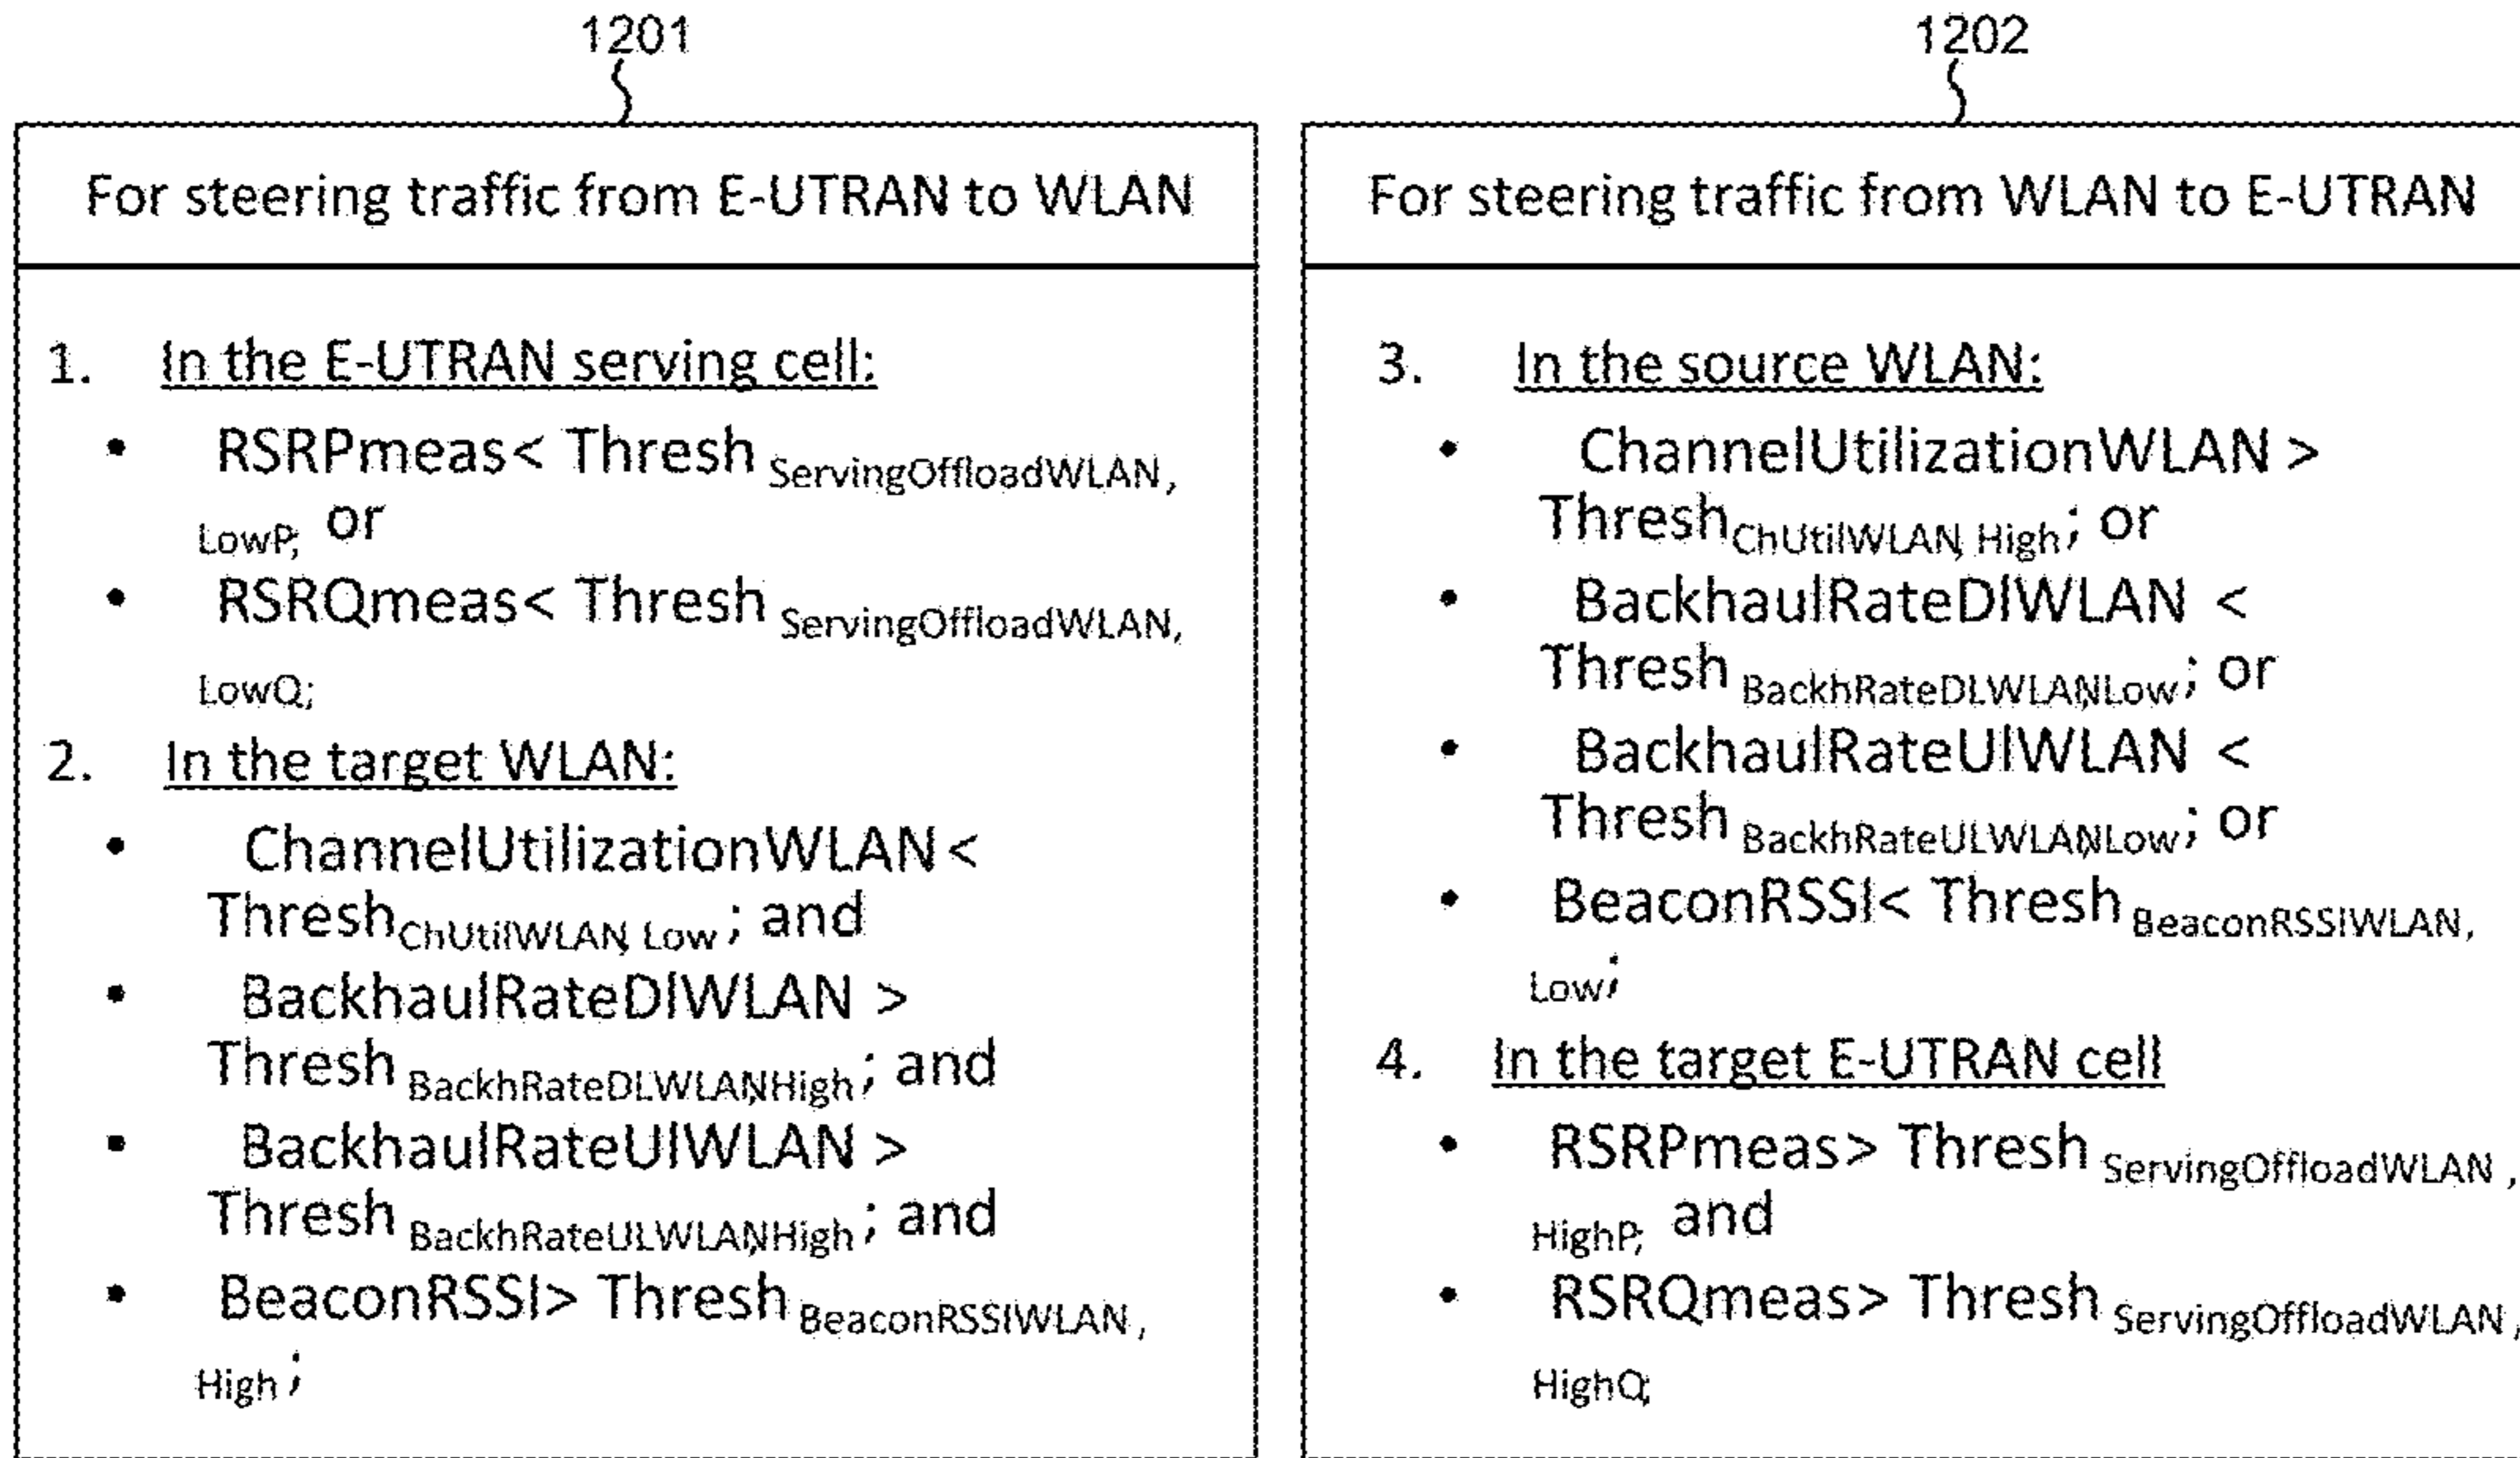 1201
For steering traffic from E-UTRAN to WLAN
1. In the E-UTRAN serving cell:
• RSRPmeas< Thresh ServingOffloadWLAN,
LowP; or
• RSRQmeas< Thresh ServingOffloadWLAN,
LowQ;
2. In the target WLAN:
• ChannelUtilizationWLAN<
ThreshChUtilWLAN, Low ; and
• BackhaulRateDlWLAN >
Thresh BackhRateDLWLAN,High ; and
• BackhaulRateUlWLAN >
Thresh BackhRateULWLAN,High ; and
• BeaconRSSI> Thresh BeaconRSSIWLAN,
High ;
1202
For steering traffic from WLAN to E-UTRAN
3. In the source WLAN:
• ChannelUtilizationWLAN >
ThreshChUtilWLAN, High; or
• BackhaulRateDlWLAN <
Thresh BackhRateDLWLAN,Low; or
• BackhaulRateUlWLAN <
Thresh BackhRateULWLAN,Low; or
• BeaconRSSI< Thresh BeaconRSSIWLAN,
Low;
4. In the target E-UTRAN cell
• RSRPmeas> Thresh ServingOffloadWLAN ,
HighP; and
• RSRQmeas> Thresh ServingOffloadWLAN,
HighQ;